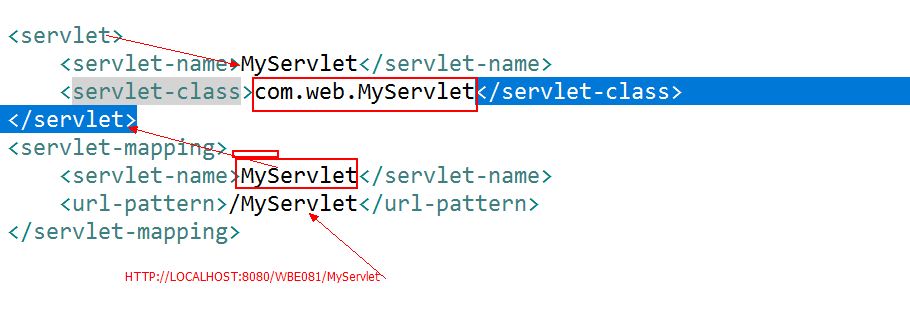 <servlet>
<servlet-name>MyServlet</servlet-name>
<servlet-class>com.web.MyServlet</servlet-class>
</servlet>
<servlet-mapping>
<servlet-name>MyServlet</servlet-name>
<url-pattern>/MyServlet</url-pattern>
</servlet-mapping>
HTTP://LOCALHOST:8080/WBE081/MyServlet